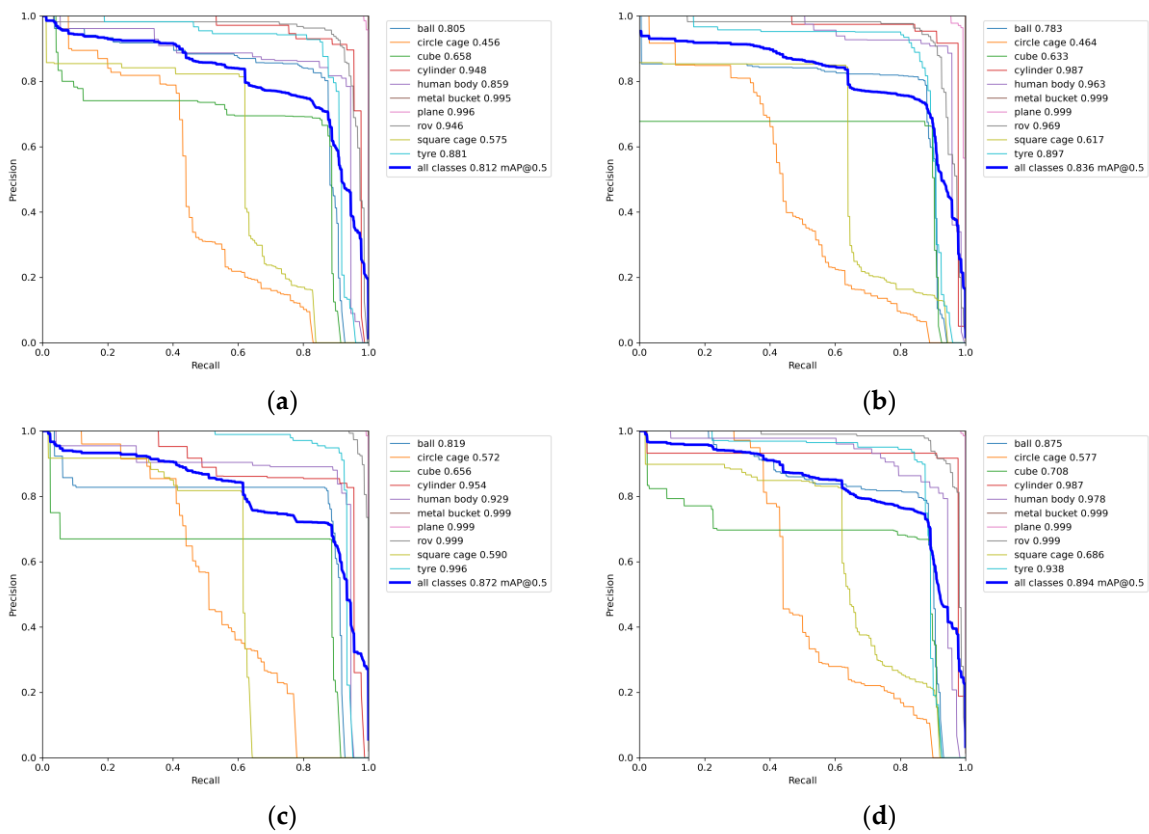 1.0
0.8
0.6
0.4
0.2
0.0
Precision
0.0 0.2 0.4 0.6 0.8 1.0
Recall
ball 0.805
circle cage 0.456
cube 0.658
cylinder 0.948
human body 0.859
metal bucket 0.995
plane 0.996
rov 0.946
square cage 0.575
tyre 0.881
all classes 0.812 mAP@0.5
(a)
1.0
0.8
0.6
0.4
0.2
0.0
Precision
0.0 0.2 0.4 0.6 0.8 1.0
Recall
ball 0.783
circle cage 0.464
cube 0.633
cylinder 0.987
human body 0.963
metal bucket 0.999
plane 0.999
rov 0.969
square cage 0.617
tyre 0.897
all classes 0.836 mAP@0.5
(b)
1.0
0.8
0.6
0.4
0.2
0.0
Precision
0.0 0.2 0.4 0.6 0.8 1.0
Recall
ball 0.819
circle cage 0.572
cube 0.656
cylinder 0.954
human body 0.929
metal bucket 0.999
plane 0.999
rov 0.999
square cage 0.590
tyre 0.996
all classes 0.872 mAP@0.5
(c)
1.0
0.8
0.6
0.4
0.2
0.0
Precision
0.0 0.2 0.4 0.6 0.8 1.0
Recall
ball 0.875
circle cage 0.577
cube 0.708
cylinder 0.987
human body 0.978
metal bucket 0.999
plane 0.999
rov 0.999
square cage 0.686
tyre 0.938
all classes 0.894 mAP@0.5
(d)